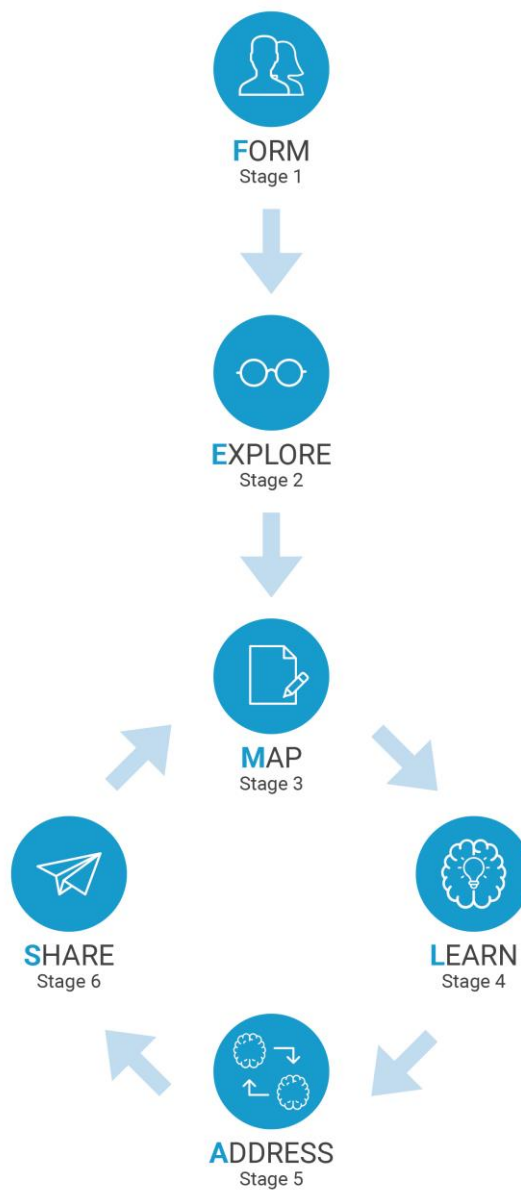 FORM
Stage 1
EXPLORE
Stage 2
MAP
Stage 3
SHARE
Stage 6
LEARN
Stage 4
ADDRESS
Stage 5